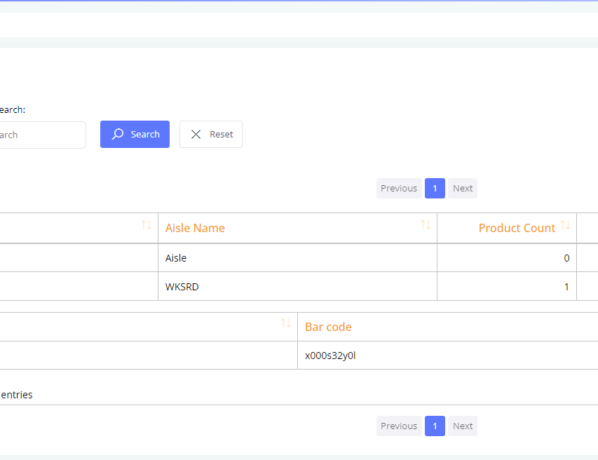 earch:
arch Search Reset
Previous 1 Next
Aisle Name Product Count
Aisle 0
WKSRD 1
Bar code
x000s32y0l
entries
Previous 1 Next